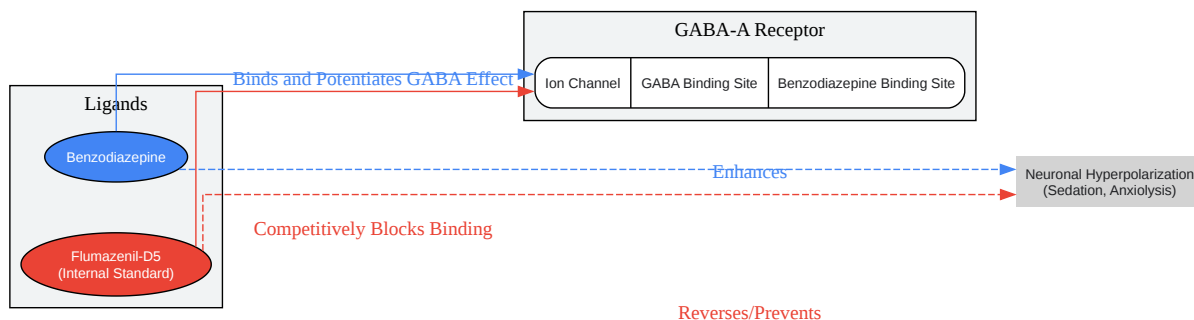 GABA-A Receptor
Ion Channel
GABA Binding Site
Benzodiazepine Binding Site
Binds and Potentiates GABA Effect
Ligands
Benzodiazepine
Enhances
Neuronal Hyperpolarization
(Sedation, Anxiolysis)
Competitively Blocks Binding
Flumazenil-D5
(Internal Standard)
Reverses/Prevents